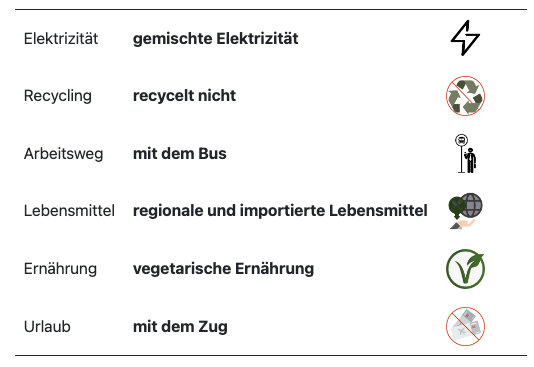 Elektrizität gemischte Elektrizität
Recycling recycelt nicht
Arbeitsweg mit dem Bus
Lebensmittel regionale und importierte Lebensmittel
Ernährung vegetarische Ernährung
Urlaub mit dem Zug